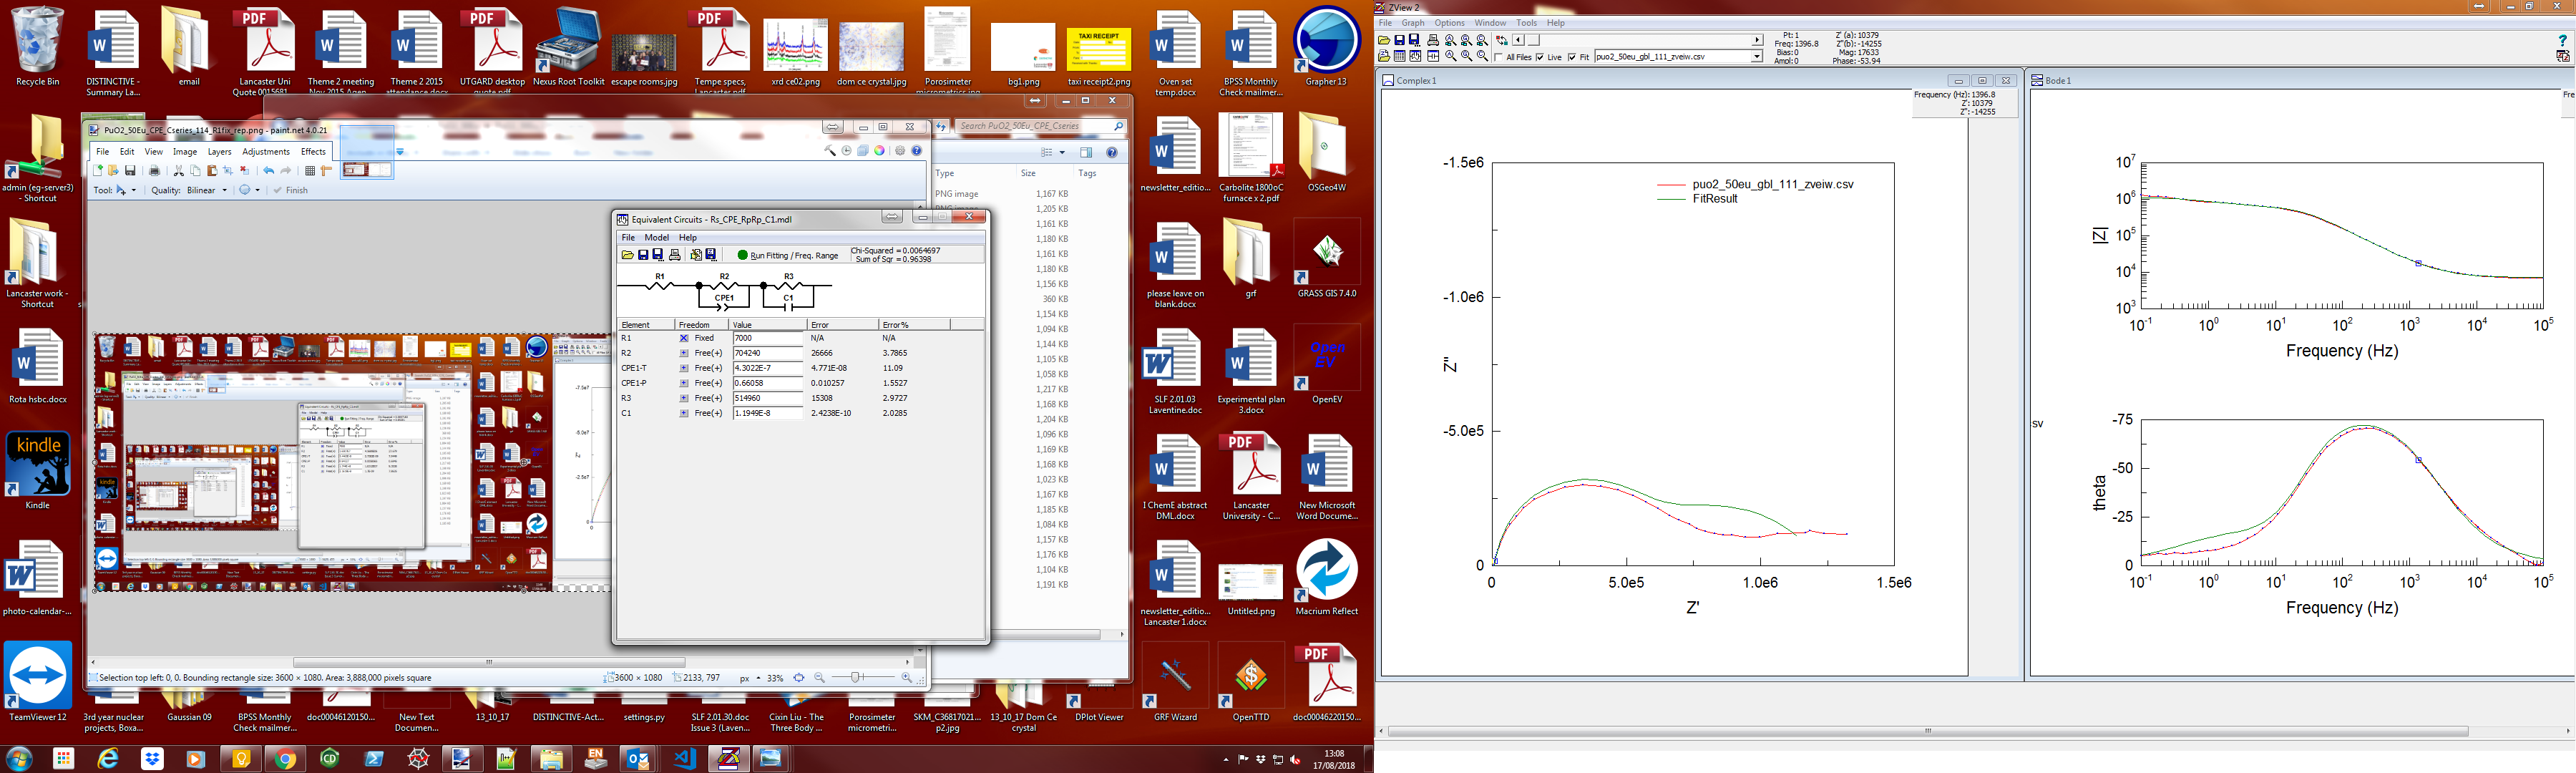 Recycle Bin
DISTINCTIVE - Summary La...
email
Lancaster Uni Quote 0015681...
Theme 2 meeting Nov 2015 Agen...
Theme 2 2015 attendance.docx
UTGARD desktop quote.pdf
Nexus Root Toolkit
escape rooms.jpg
Tempe specs, Lancaster.pdf
xrd ce02.png
dom ce crystal.jpg
Porosimeter micrometrics.jpg
bg1.png
TAXI RECEIPT
taxi receipt2.png
Oven set temp.docx
BPSS Monthly Check mailmer...
Grapher 13
admin (eg-server3) - Shortcut
Lancaster work - Shortcut
Rota hsbc.docx
kindle
Kindle
photo-calendar-...
TeamViewer 12
PuO2_50Eu_CPE_Cseries_114_R1fix_rep.png - paint.net 4.0.21
File Edit View Image Layers Adjustments Effects
Tool: Quality: Bilinear Finish
Search PuO2_50Eu_CPE_Cseries
Type Size Tags
PNG image 1,167 KB
1,205 KB
1,161 KB
1,180 KB
1,161 KB
1,180 KB
1,156 KB
360 KB
1,154 KB
1,094 KB
1,144 KB
1,105 KB
1,058 KB
1,217 KB
1,168 KB
1,204 KB
1,096 KB
1,168 KB
1,169 KB
1,168 KB
1,023 KB
1,167 KB
1,185 KB
1,084 KB
1,157 KB
1,176 KB
1,104 KB
1,191 KB
Equivalent Circuits - Rs_CPE_RpRp_C1.mdl
File Model Help
Run Fitting / Freq. Range
Chi-Squared = 0.0064697
Sum of Sqr = 0.96398
R1 R2 R3
CPE1 C1
Element Freedom Value Error Error%
R1 Fixed 7000 N/A N/A
R2 Free(+) 704240 26666 3.7865
CPE1-T Free(+) 4.3022E-7 4.771E-08 11.09
CPE1-P Free(+) 0.66058 0.010257 1.5527
R3 Free(+) 514960 15308 2.9727
C1 Free(+) 1.1949E-8 2.4238E-10 2.0285
Selection top left: 0, 0. Bounding rectangle size: 3600 × 1080. Area: 3,888,000 pixels square
3600 × 1080 2133, 797 px 33%
newsletter_editio...
Carbolite 1800oC furnace x 2.pdf
OSGeo4W
please leave on blank.docx
grf
GRASS GIS 7.4.0
SLF 2.01.03 Laventine.doc
Experimental plan 3.docx
Open EV
OpenEV
I ChemE abstract DML.docx
Lancaster University - C...
New Microsoft Word Docume...
newsletter_editio... Lancaster 1.docx
Untitled.png
Macrium Reflect
3rd year nuclear projects, Boxa...
Gaussian 09
BPSS Monthly Check mailmer...
doc00046120150...
New Text Documen...
13_10_17
DISTINCTIVE-Act...
settings.py
SLF 2.01.30.doc Issue 3 (Laven...
Cixin Liu - The Three Body ...
Porosimeter micrometri...
SKM_C36817021... p2.jpg
13_10_17 Dom Ce crystal
DPlot Viewer
GRF Wizard
OpenTTD
doc00046220150...
13:08
17/08/2018
ZView 2
File Graph Options Window Tools Help
All Files Live Fit puo2_50eu_gbl_111_zveiw.csv
Pt: 1
Freq: 1396.8
Bias: 0
Ampl: 0
Z' (a): 10379
Z''(b): -14255
Mag: 17633
Phase: -53.94
Complex 1
Frequency (Hz): 1396.8
Z': 10379
Z'': -14255
puo2_50eu_gbl_111_zveiw.csv
FitResult
-1.5e6
-1.0e6
-5.0e5
0
Z''
0 5.0e5 1.0e6 1.5e6
Z'
Bode 1
Fre
sv
10^7
10^6
10^5
10^4
10^3
|Z|
10^-1 10^0 10^1 10^2 10^3 10^4 10^5
Frequency (Hz)
-75
-50
-25
0
theta
10^-1 10^0 10^1 10^2 10^3 10^4 10^5
Frequency (Hz)